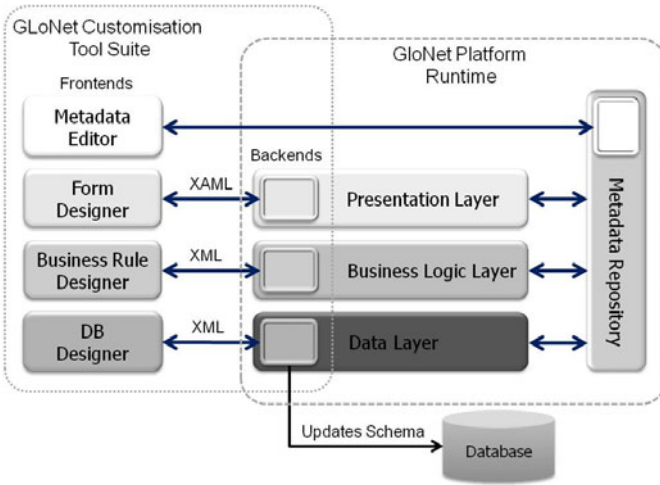 GLoNet Customisation
Tool Suite
GloNet Platform
Runtime
Frontends
Metadata
Editor
Backends
Form
Designer
XAML
Presentation Layer
Business Rule
Designer
XML
Business Logic Layer
DB
Designer
XML
Data Layer
Metadata Repository
Updates Schema
Database